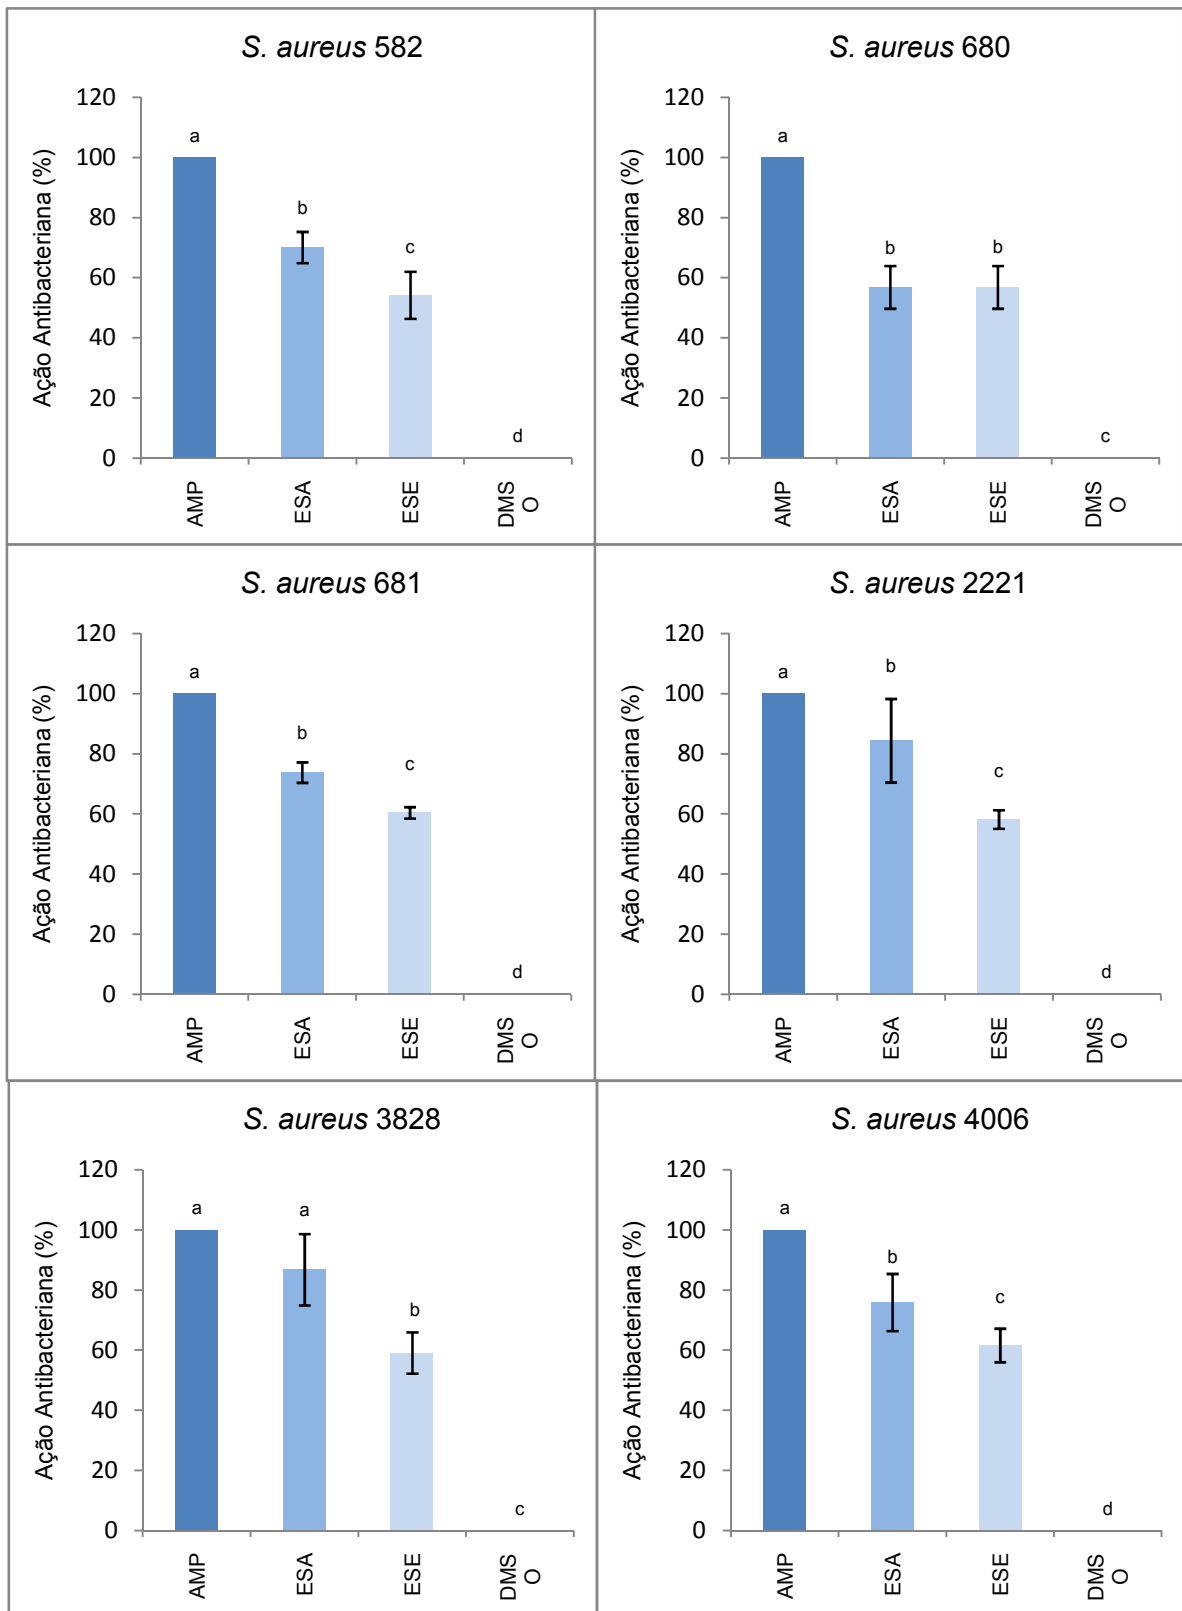 S. aureus 582
Ação Antibacteriana (%)
120
100
80
60
40
20
0
a
b
c
d
AMP
ESA
ESE
DMS
O
S. aureus 680
Ação Antibacteriana (%)
120
100
80
60
40
20
0
a
b
b
c
AMP
ESA
ESE
DMS
O
S. aureus 681
Ação Antibacteriana (%)
120
100
80
60
40
20
0
a
b
c
d
AMP
ESA
ESE
DMS
O
S. aureus 2221
Ação Antibacteriana (%)
120
100
80
60
40
20
0
a
b
c
d
AMP
ESA
ESE
DMS
O
S. aureus 3828
Ação Antibacteriana (%)
120
100
80
60
40
20
0
a
a
b
c
AMP
ESA
ESE
DMS
O
S. aureus 4006
Ação Antibacteriana (%)
120
100
80
60
40
20
0
a
b
c
d
AMP
ESA
ESE
DMS
O